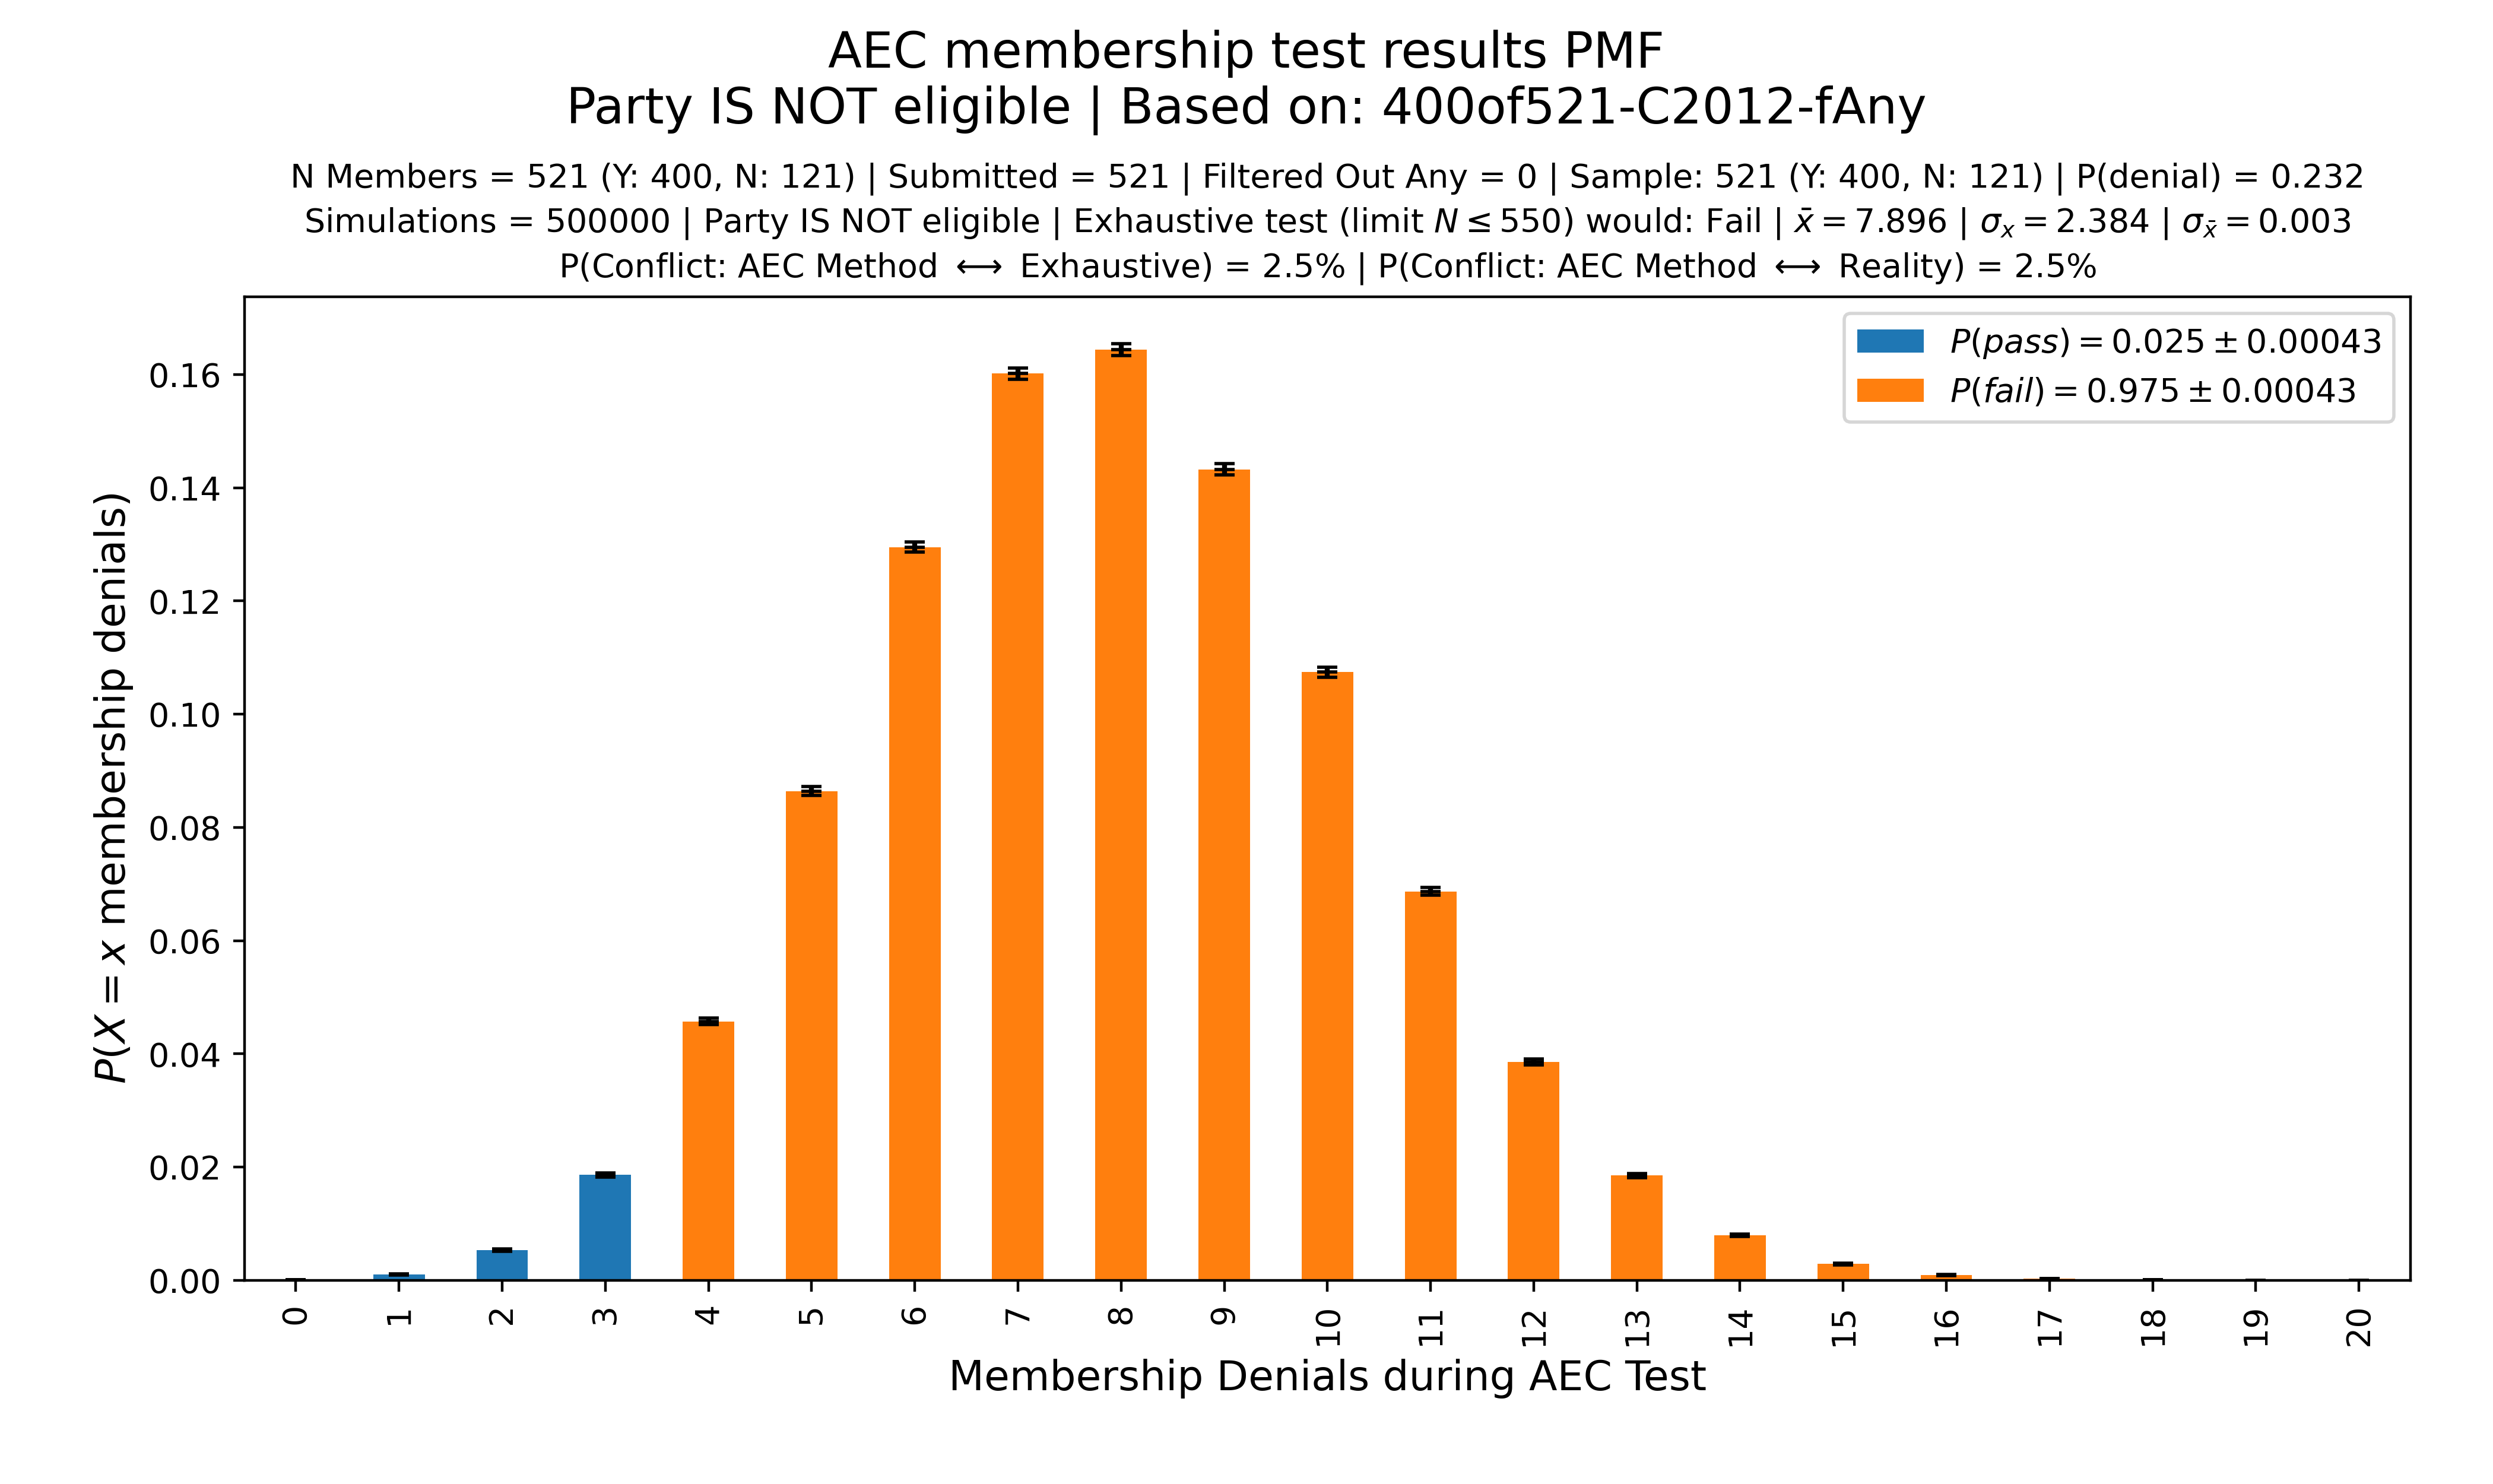 AEC membership test results PMF
Party IS NOT eligible | Based on: 400of521-C2012-fAny
N Members = 521 (Y: 400, N: 121) | Submitted = 521 | Filtered Out Any = 0 | Sample: 521 (Y: 400, N: 121) | P(denial) = 0.232
Simulations = 500000 | Party IS NOT eligible | Exhaustive test (limit N ≤ 550) would: Fail | x̄ = 7.896 | σₓ = 2.384 | σ_x̄ = 0.003
P(Conflict: AEC Method ⟷ Exhaustive) = 2.5% | P(Conflict: AEC Method ⟷ Reality) = 2.5%
P(pass) = 0.025 ± 0.00043
P(fail) = 0.975 ± 0.00043
P(X = x membership denials)
0.16
0.14
0.12
0.10
0.08
0.06
0.04
0.02
0.00
0 1 2 3 4 5 6 7 8 9 10 11 12 13 14 15 16 17 18 19 20
Membership Denials during AEC Test